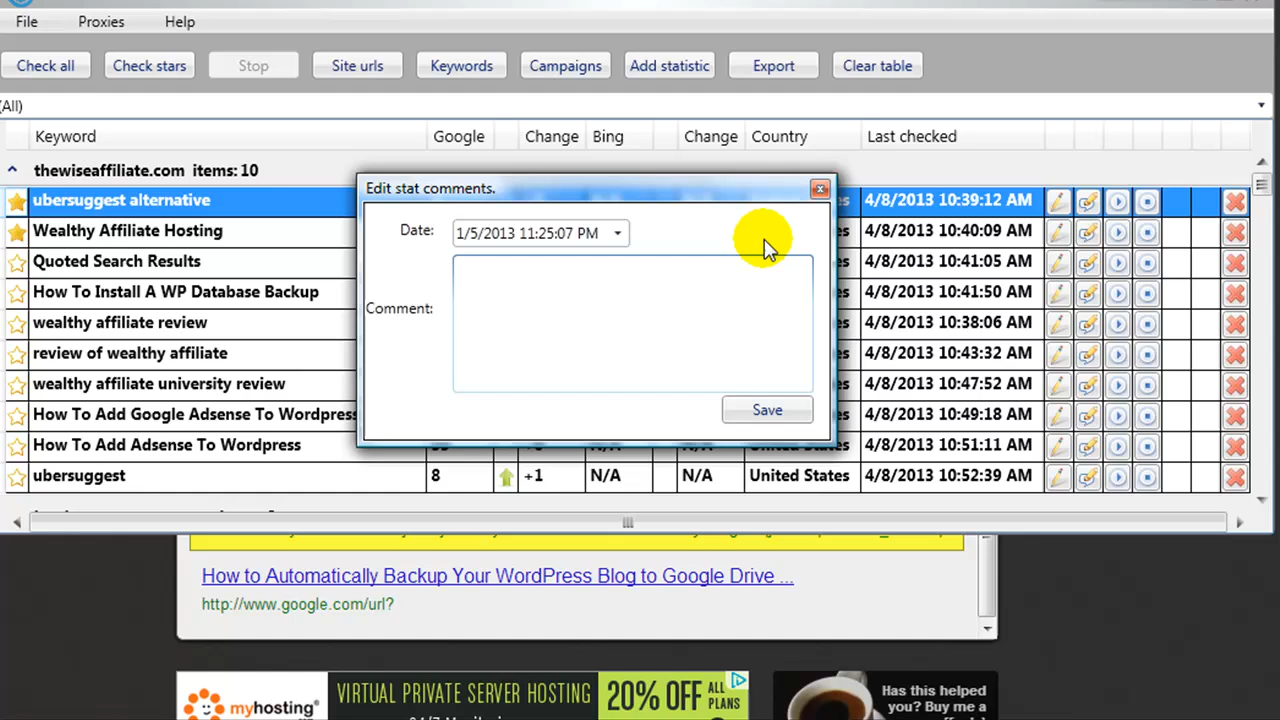 File Proxies Help
Check all Check stars Stop Site urls Keywords Campaigns Add statistic Export Clear table
(All)
Keyword Google Change Bing Change Country Last checked
thewiseaffiliate.com items: 10
Edit stat comments.
ubersuggest alternative 4/8/2013 10:39:12 AM
Wealthy Affiliate Hosting 4/8/2013 10:40:09 AM
Date: 1/5/2013 11:25:07 PM
Quoted Search Results 4/8/2013 10:41:05 AM
How To Install A WP Database Backup 4/8/2013 10:41:50 AM
Comment:
wealthy affiliate review 4/8/2013 10:38:06 AM
review of wealthy affiliate 4/8/2013 10:43:32 AM
wealthy affiliate university review 4/8/2013 10:47:52 AM
How To Add Google Adsense To Wordpress 4/8/2013 10:49:18 AM
Save
How To Add Adsense To Wordpress 4/8/2013 10:51:11 AM
ubersuggest 8 +1 N/A N/A United States 4/8/2013 10:52:39 AM
How to Automatically Backup Your WordPress Blog to Google Drive ...
http://www.google.com/url?
myhosting VIRTUAL PRIVATE SERVER HOSTING 20% OFF ALL PLANS
Has this helped
you? Buy me a